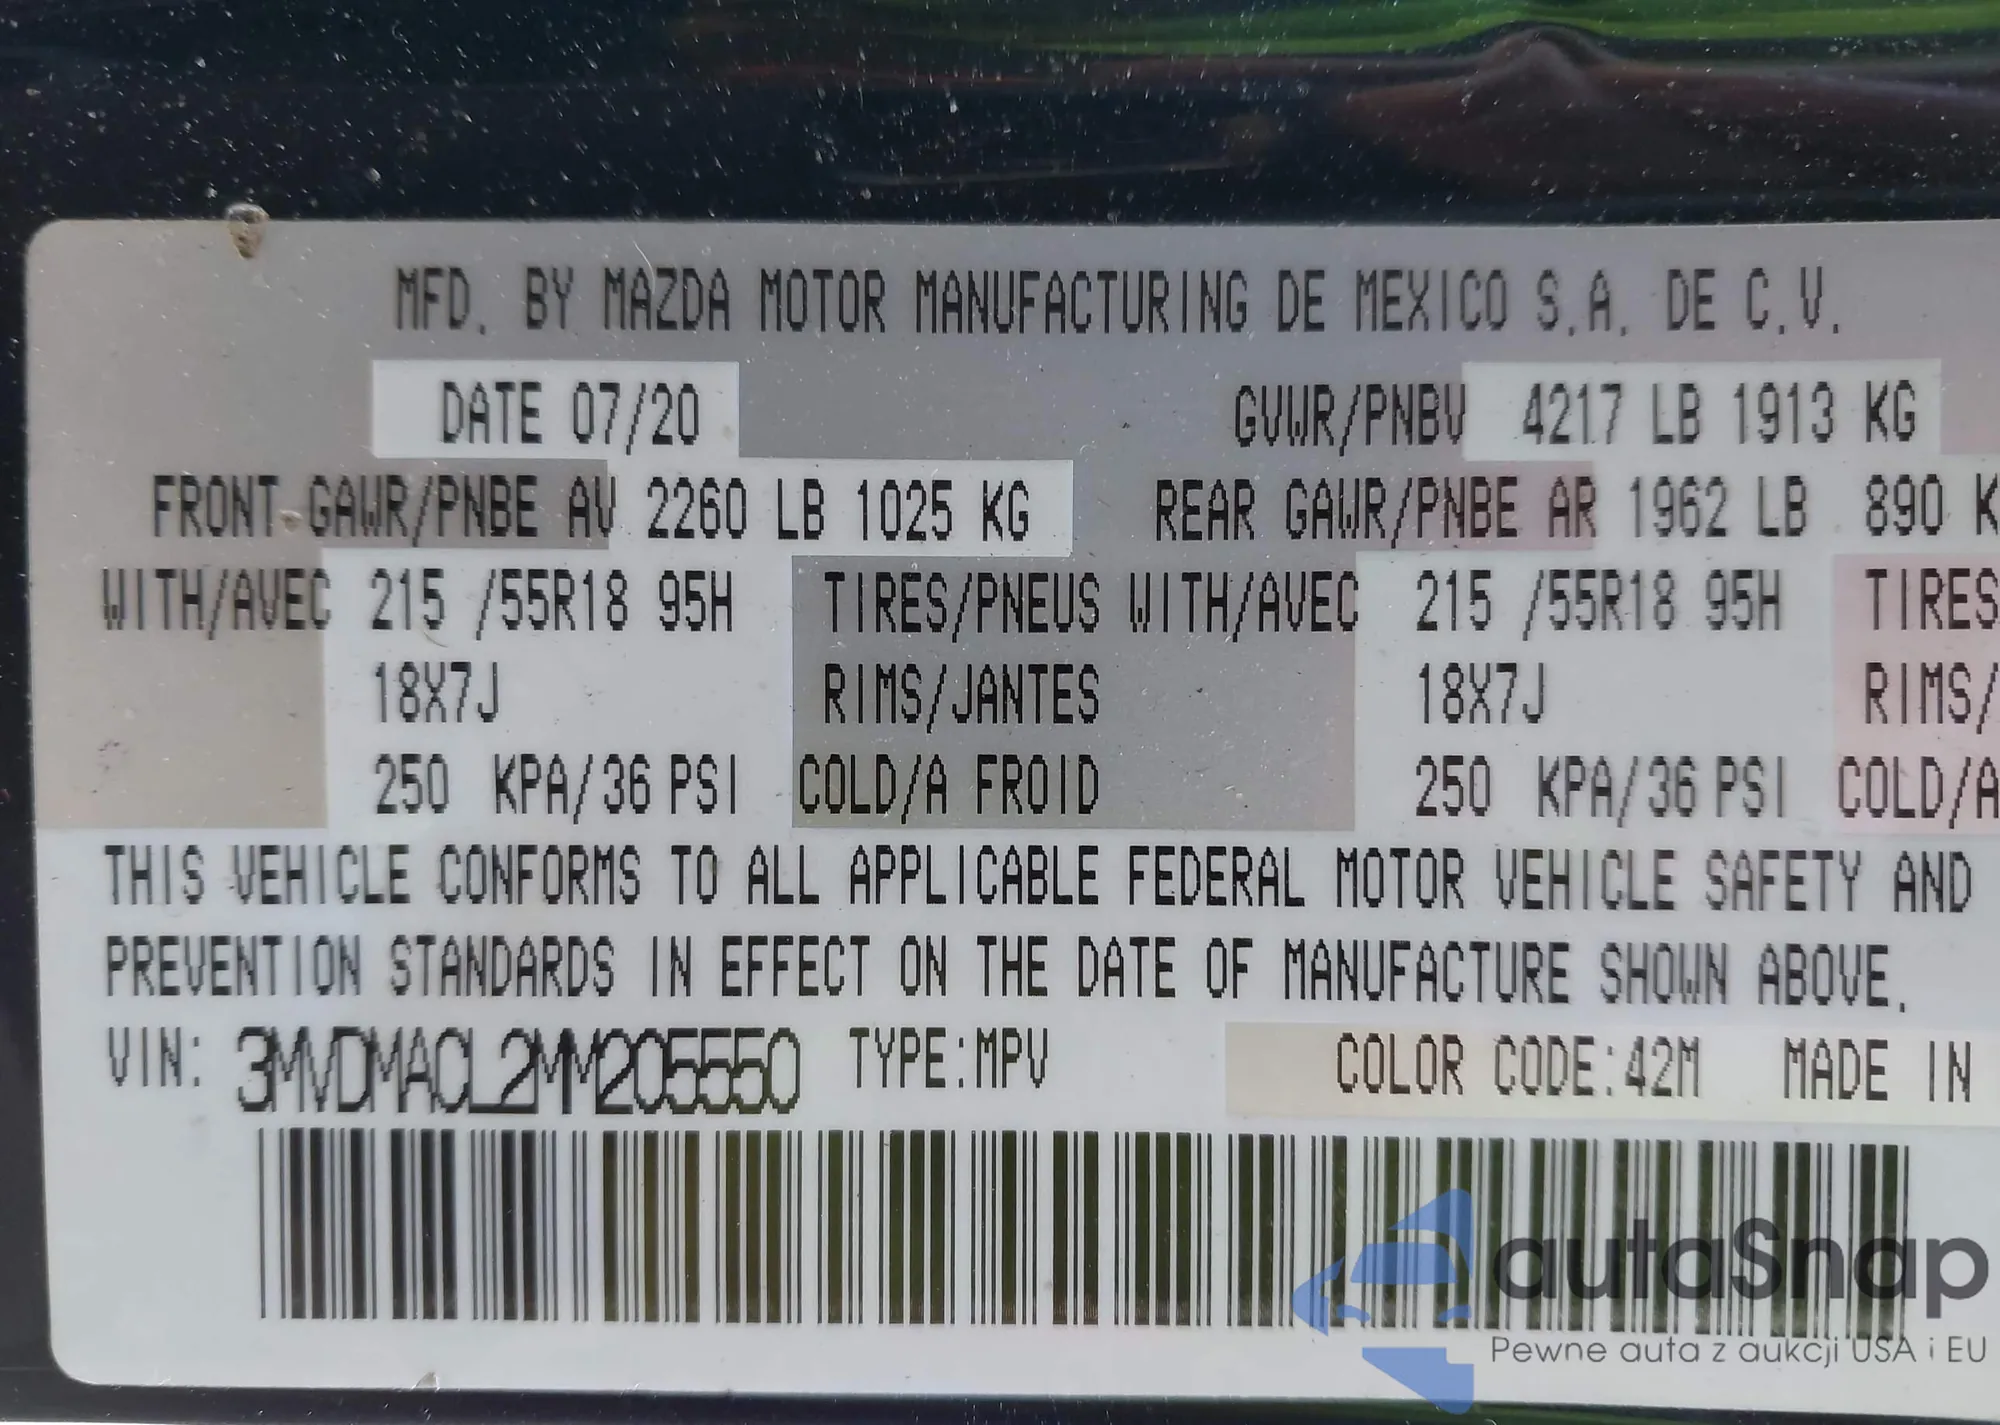 MFD. BY MAZDA MOTOR MANUFACTURING DE MEXICO S.A. DE C.V.
DATE 07/20 GVWR/PNBV 4217 LB 1913 KG
FRONT GAWR/PNBE AV 2260 LB 1025 KG REAR GAWR/PNBE AR 1962 LB 890 K
WITH/AVEC 215 /55R18 95H TIRES/PNEUS WITH/AVEC 215 /55R18 95H TIRES
18X7J RIMS/JANTES 18X7J RIMS/
250 KPA/36 PSI COLD/A FROID 250 KPA/36 PSI COLD/A
THIS VEHICLE CONFORMS TO ALL APPLICABLE FEDERAL MOTOR VEHICLE SAFETY AND
PREVENTION STANDARDS IN EFFECT ON THE DATE OF MANUFACTURE SHOWN ABOVE.
VIN: 3MVDMACL2MM205550 TYPE:MPV COLOR CODE:42M MADE IN
autaSnap
Pewne auta z aukcji USA i EU